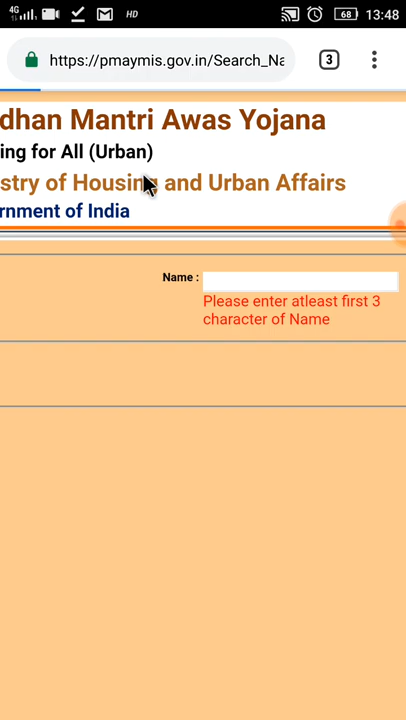 4G HD 68 13:48
https://pmaymis.gov.in/Search_Na
3
dhan Mantri Awas Yojana
ing for All (Urban)
stry of Housing and Urban Affairs
rnment of India
Name :
Please enter atleast first 3
character of Name